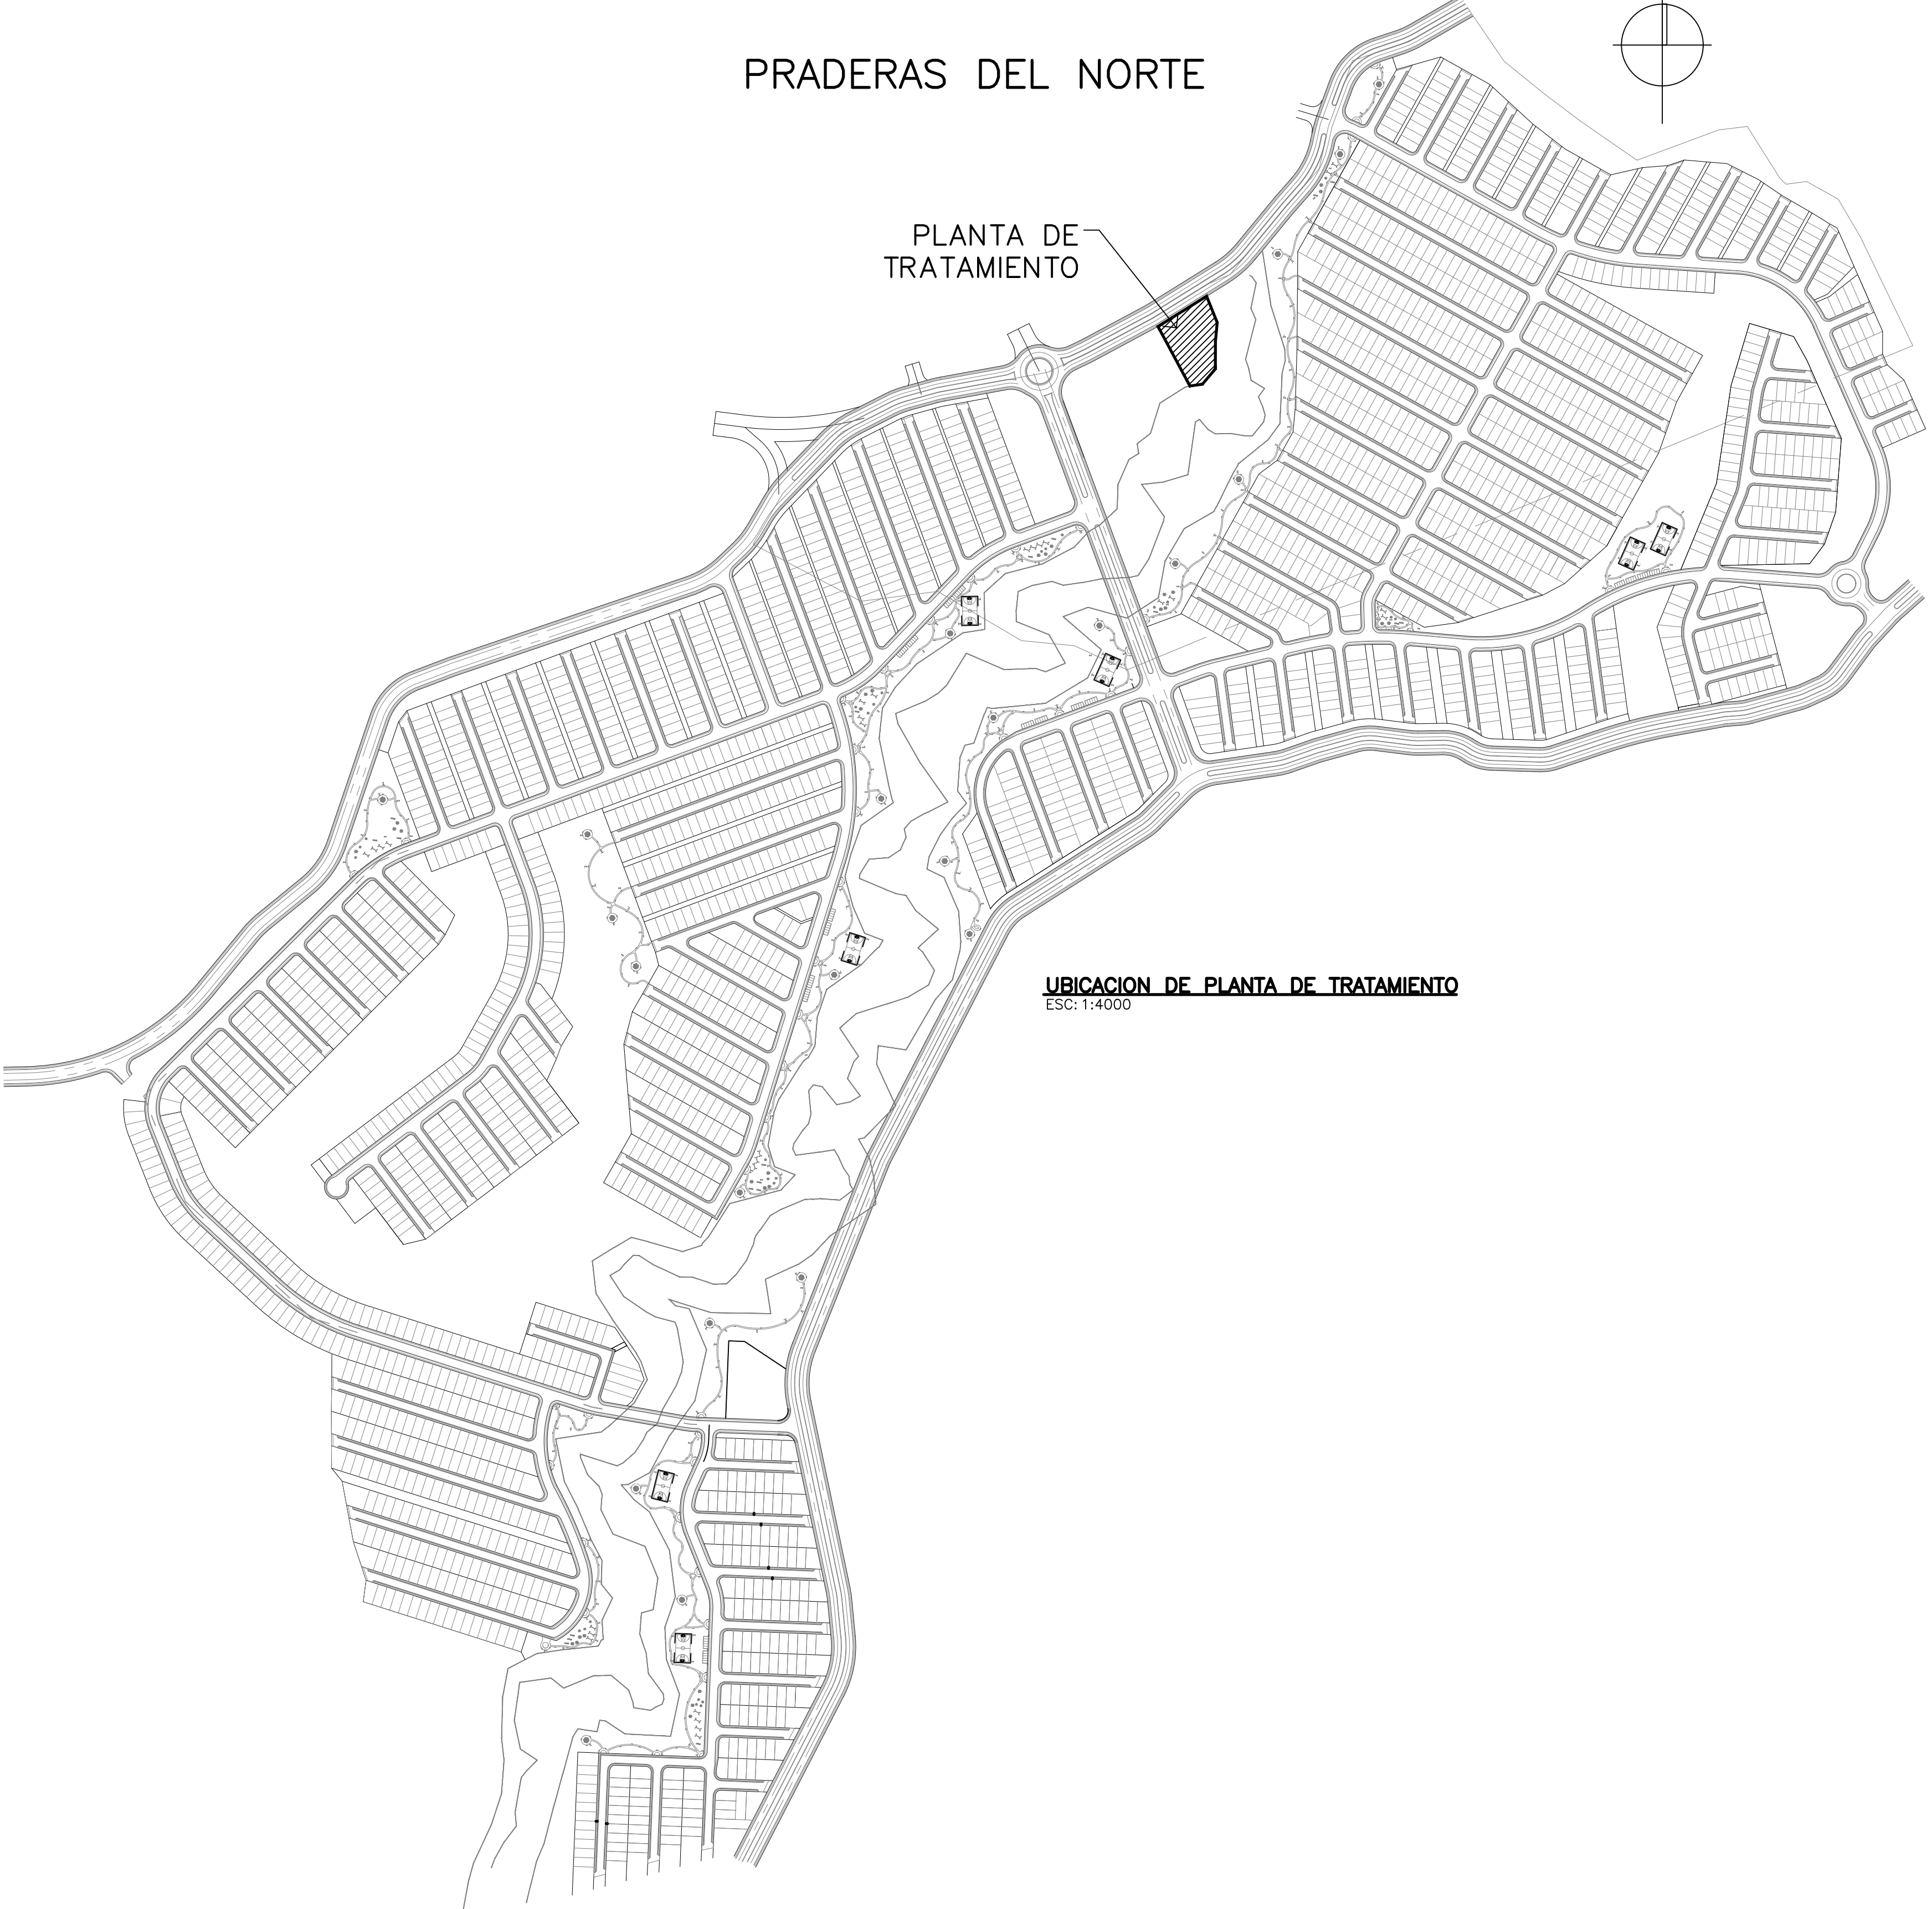 PRADERAS DEL NORTE
PLANTA DE
TRATAMIENTO
UBICACION DE PLANTA DE TRATAMIENTO
ESC: 1:4000